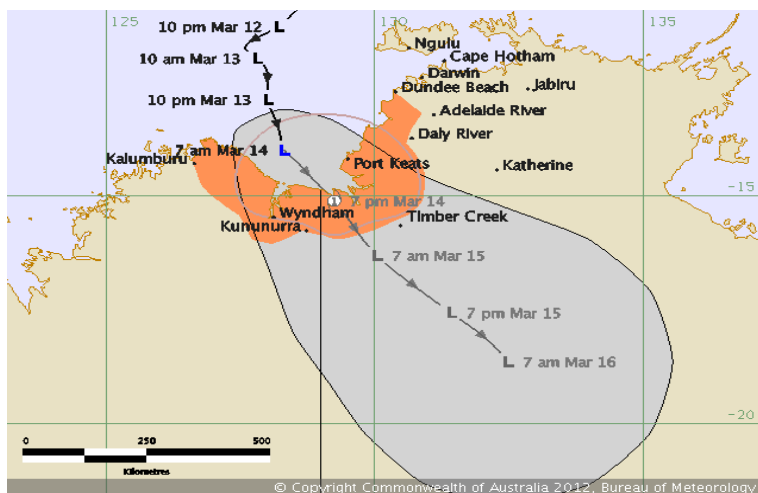 125
130
135
10 pm Mar 12
Ngulu
10 am Mar 13
Cape Hotham
Darwin
Dundee Beach
Jabiru
10 pm Mar 13
Adelaide River
Daly River
7 am Mar 14
Kalumburu
Port Keats
Katherine
-15
1
7 pm Mar 14
Wyndham
Timber Creek
Kununurra
L 7 am Mar 15
L 7 pm Mar 15
L 7 am Mar 16
-20
0 250 500
Kilometres
© Copyright Commonwealth of Australia 2012, Bureau of Meteorology